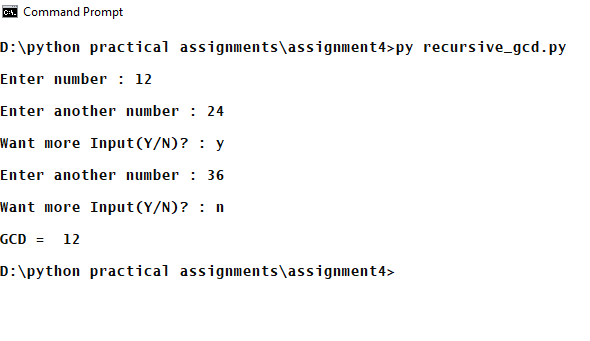 Command Prompt
D:\python practical assignments\assignment4>py recursive_gcd.py
Enter number : 12
Enter another number : 24
Want more Input(Y/N)? : y
Enter another number : 36
Want more Input(Y/N)? : n
GCD =  12
D:\python practical assignments\assignment4>